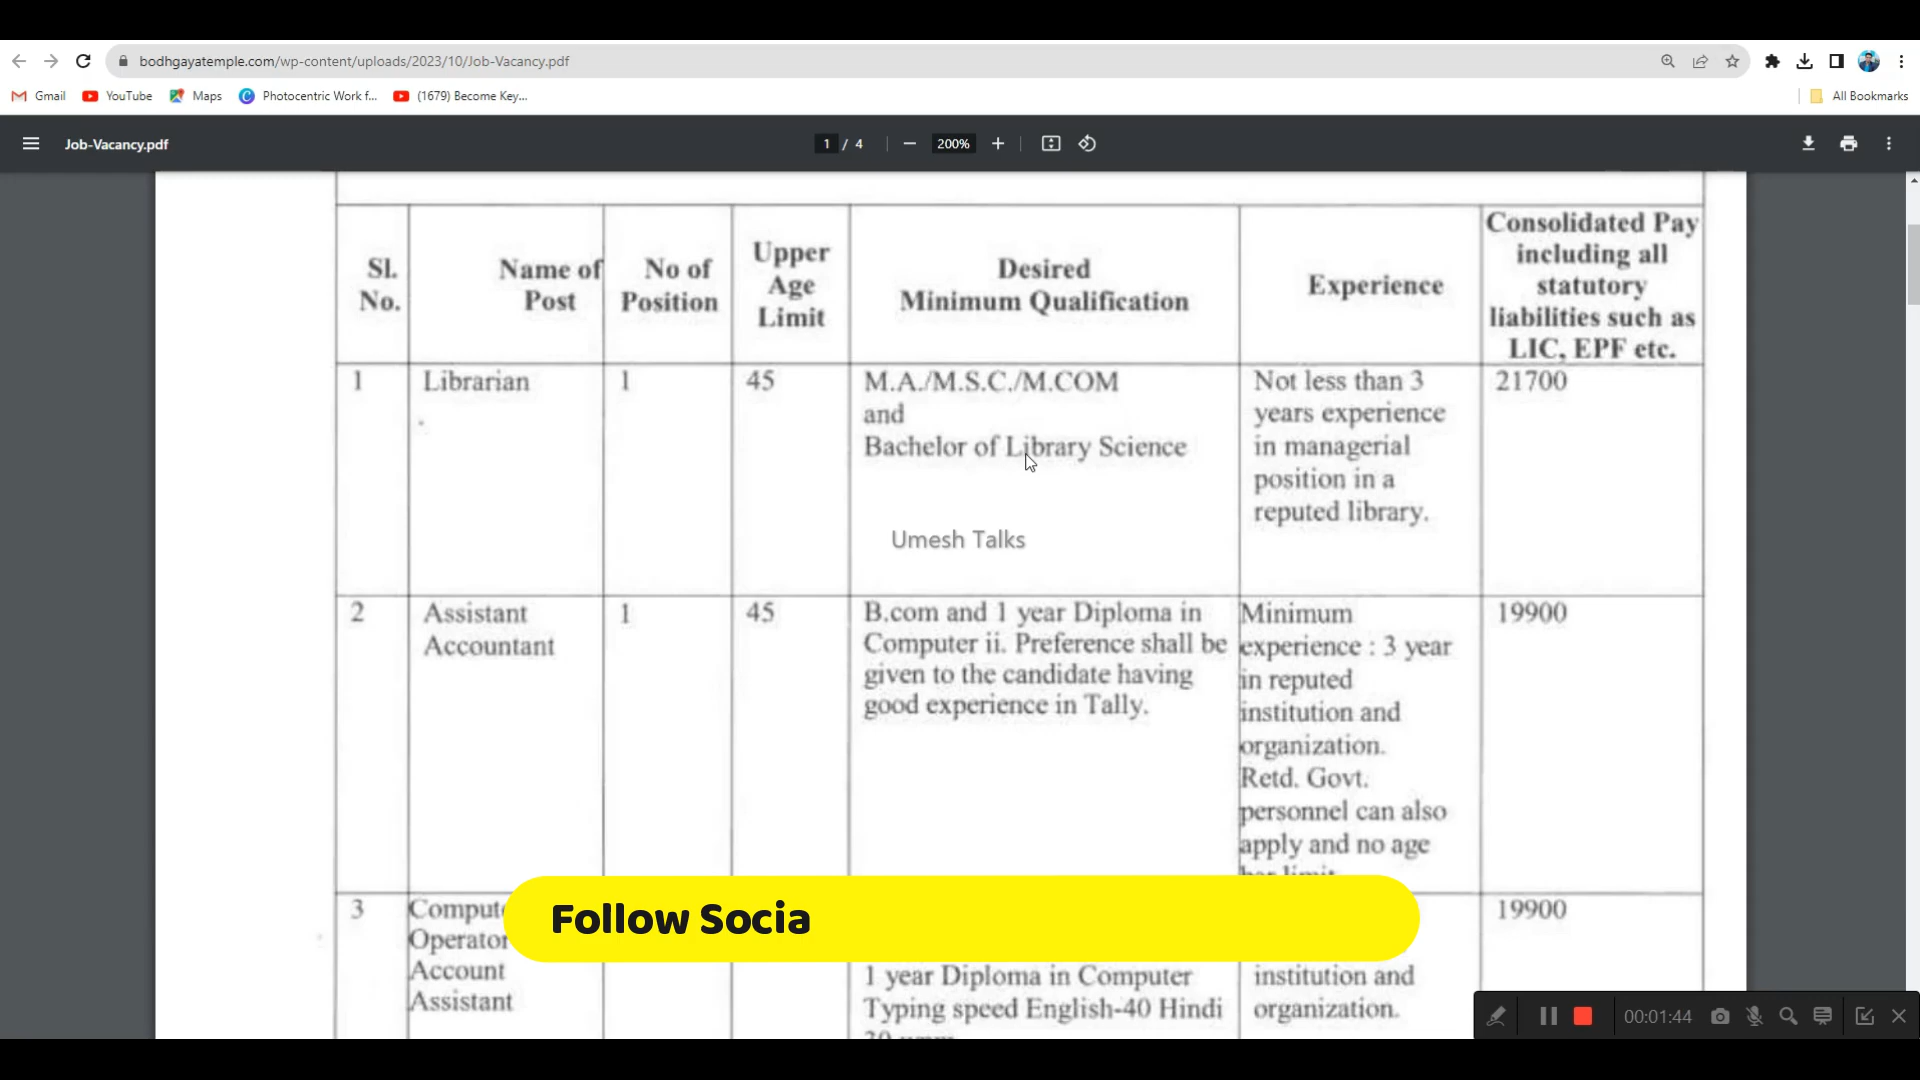 bodhgayatemple.com/wp-content/uploads/2023/10/Job-Vacancy.pdf
Gmail YouTube Maps Photocentric Work f... (1679) Become Key... All Bookmarks
Job-Vacancy.pdf 1 / 4 200%
Sl.
No.
Name of
Post
No of
Position
Upper
Age
Limit
Desired
Minimum Qualification
Experience
Consolidated Pay
including all
statutory
liabilities such as
LIC, EPF etc.
1
Librarian
1
45
M.A./M.S.C./M.COM
and
Bachelor of Library Science
Not less than 3
years experience
in managerial
position in a
reputed library.
21700
Umesh Talks
2
Assistant
Accountant
1
45
B.com and 1 year Diploma in
Computer ii. Preference shall be
given to the candidate having
good experience in Tally.
Minimum
experience : 3 year
in reputed
institution and
organization.
Retd. Govt.
personnel can also
apply and no age
19900
3
Operator
Account
Assistant
1 year Diploma in Computer
Typing speed English-40 Hindi
institution and
organization.
19900
Follow Socia
00:01:44